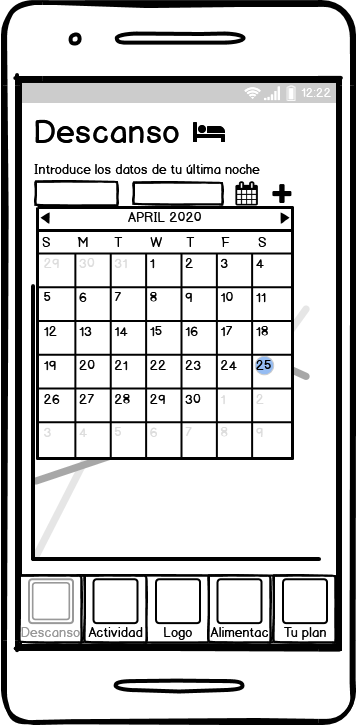 12:22
Descanso
Introduce los datos de tu última noche
APRIL 2020
S M T W T F S
29 30 31 1 2 3 4
5 6 7 8 9 10 11
12 13 14 15 16 17 18
19 20 21 22 23 24 25
26 27 28 29 30 1 2
3 4 5 6 7 8 9
Descanso Actividad Logo Alimentac Tu plan